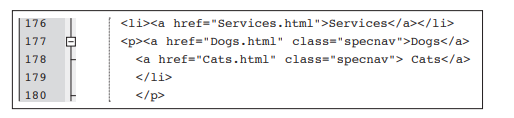 176 <li><a href="Services.html">Services</a></li>
177 <p><a href="Dogs.html" class="specnav">Dogs</a>
178 <a href="Cats.html" class="specnav"> Cats</a>
179 </li>
180 </p>